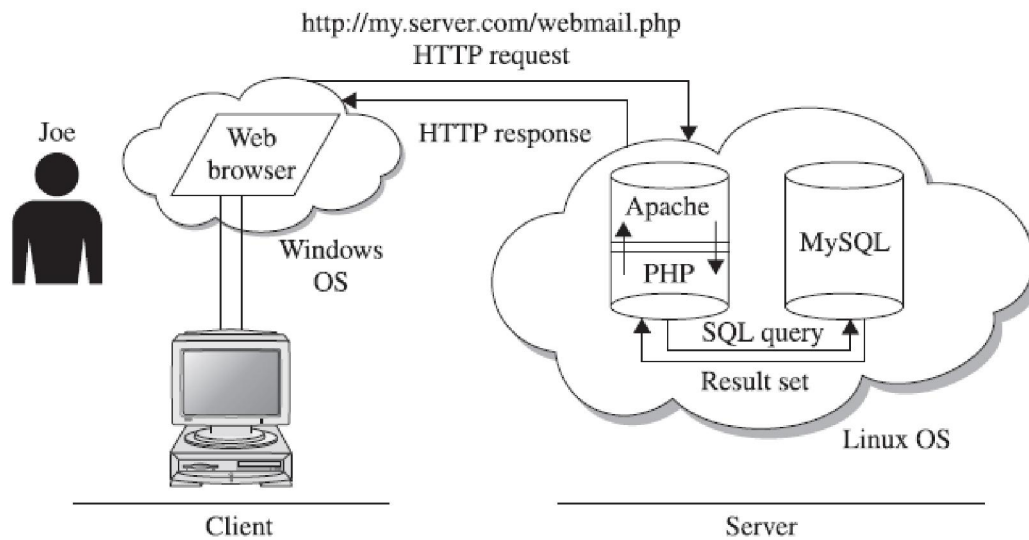 http://my.server.com/webmail.php
HTTP request
HTTP response
Joe
Web
browser
Windows
OS
Apache
PHP
MySQL
SQL query
Result set
Linux OS
Client
Server